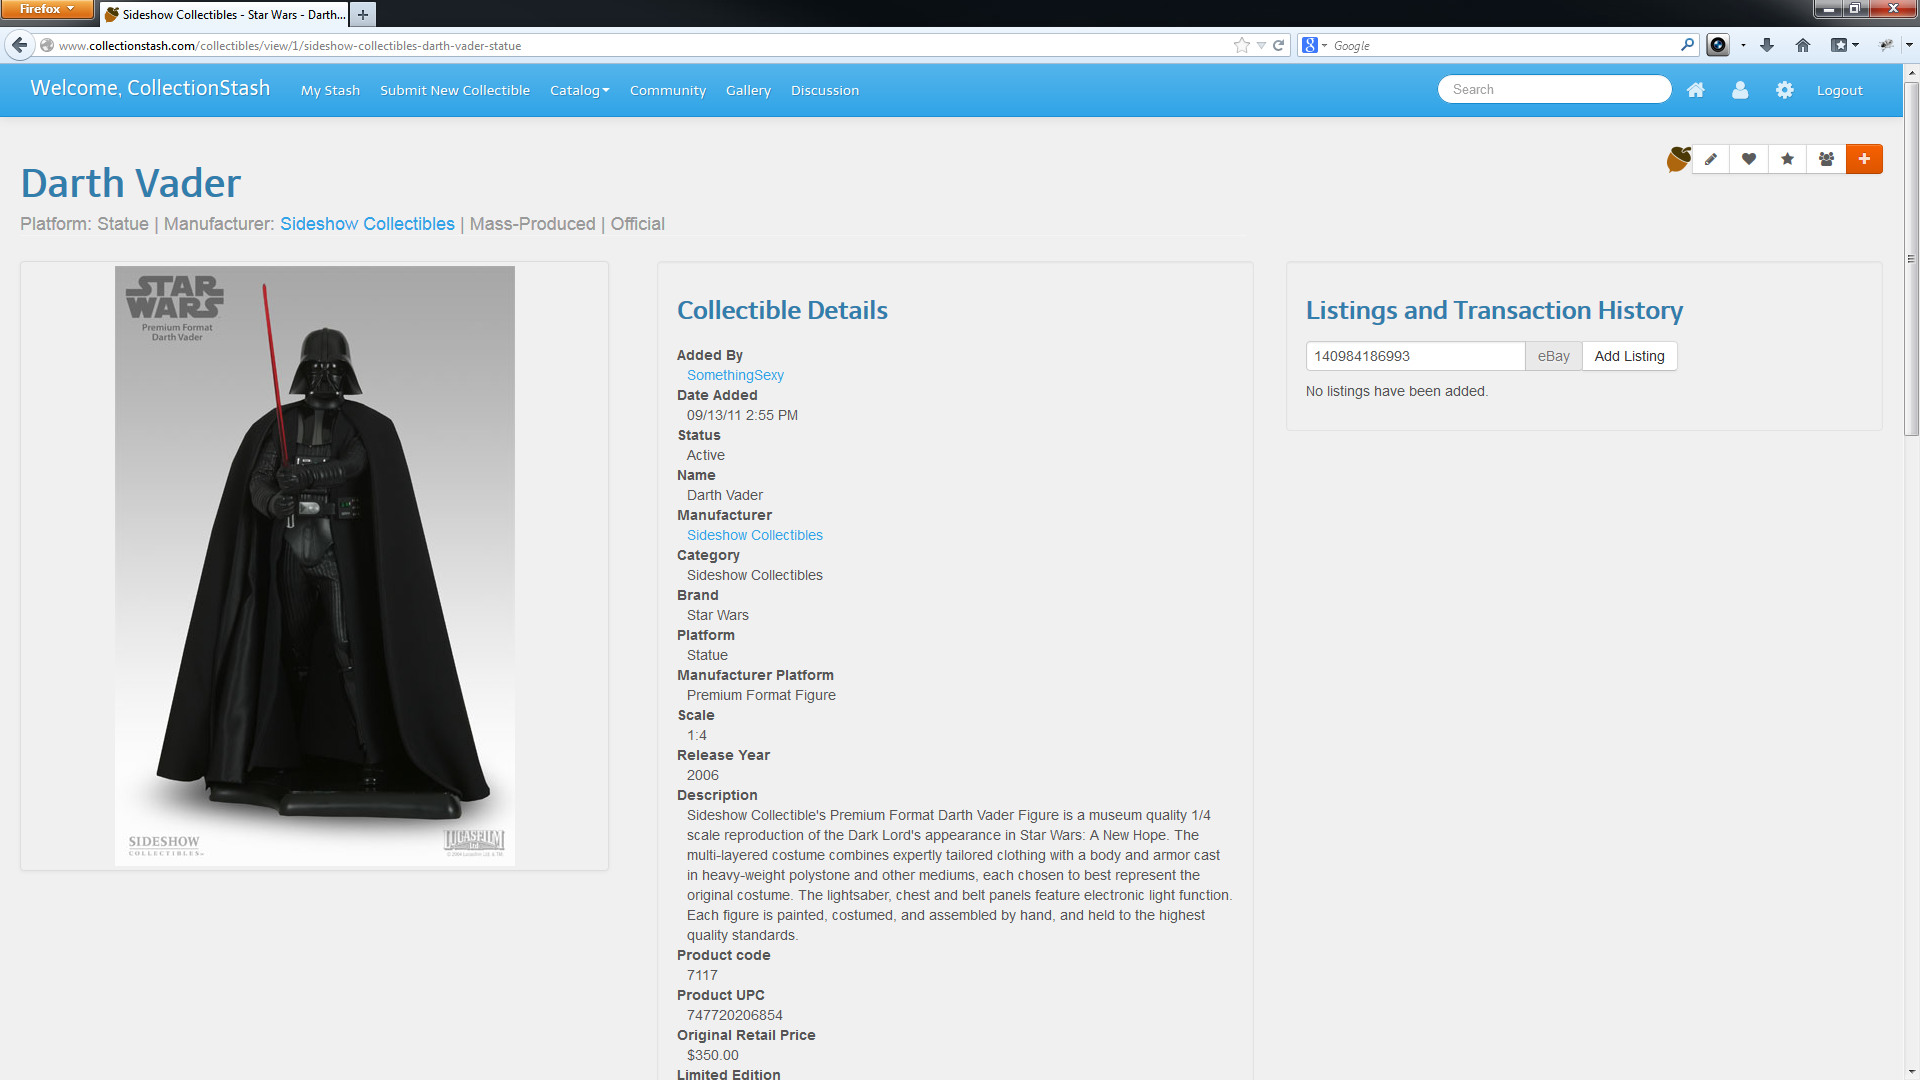 Firefox
Sideshow Collectibles - Star Wars - Darth...
www.collectionstash.com/collectibles/view/1/sideshow-collectibles-darth-vader-statue
Google
Welcome, CollectionStash
My Stash
Submit New Collectible
Catalog
Community
Gallery
Discussion
Search
Logout
Darth Vader
Platform: Statue | Manufacturer: Sideshow Collectibles | Mass-Produced | Official
STAR
WARS
Premium Format
Darth Vader
SIDESHOW
COLLECTIBLES
LUCASFILM
Ltd.
Collectible Details
Added By
SomethingSexy
Date Added
09/13/11 2:55 PM
Status
Active
Name
Darth Vader
Manufacturer
Sideshow Collectibles
Category
Sideshow Collectibles
Brand
Star Wars
Platform
Statue
Manufacturer Platform
Premium Format Figure
Scale
1:4
Release Year
2006
Description
Sideshow Collectible's Premium Format Darth Vader Figure is a museum quality 1/4
scale reproduction of the Dark Lord's appearance in Star Wars: A New Hope. The
multi-layered costume combines expertly tailored clothing with a body and armor cast
in heavy-weight polystone and other mediums, each chosen to best represent the
original costume. The lightsaber, chest and belt panels feature electronic light function.
Each figure is painted, costumed, and assembled by hand, and held to the highest
quality standards.
Product code
7117
Product UPC
747720206854
Original Retail Price
$350.00
Limited Edition
Listings and Transaction History
140984186993
eBay
Add Listing
No listings have been added.